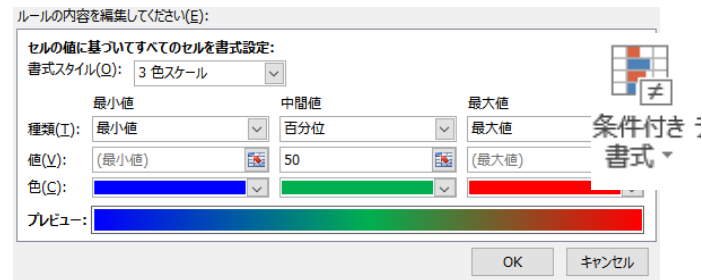 ルールの内容を編集してください(E):
セルの値に基づいてすべてのセルを書式設定:
書式スタイル(O): 3 色スケール
最小値 中間値 最大値
種類(T): 最小値 百分位 最大値
値(V): (最小値) 50 (最大値)
色(C):
プレビュー:
OK キャンセル
条件付き
書式